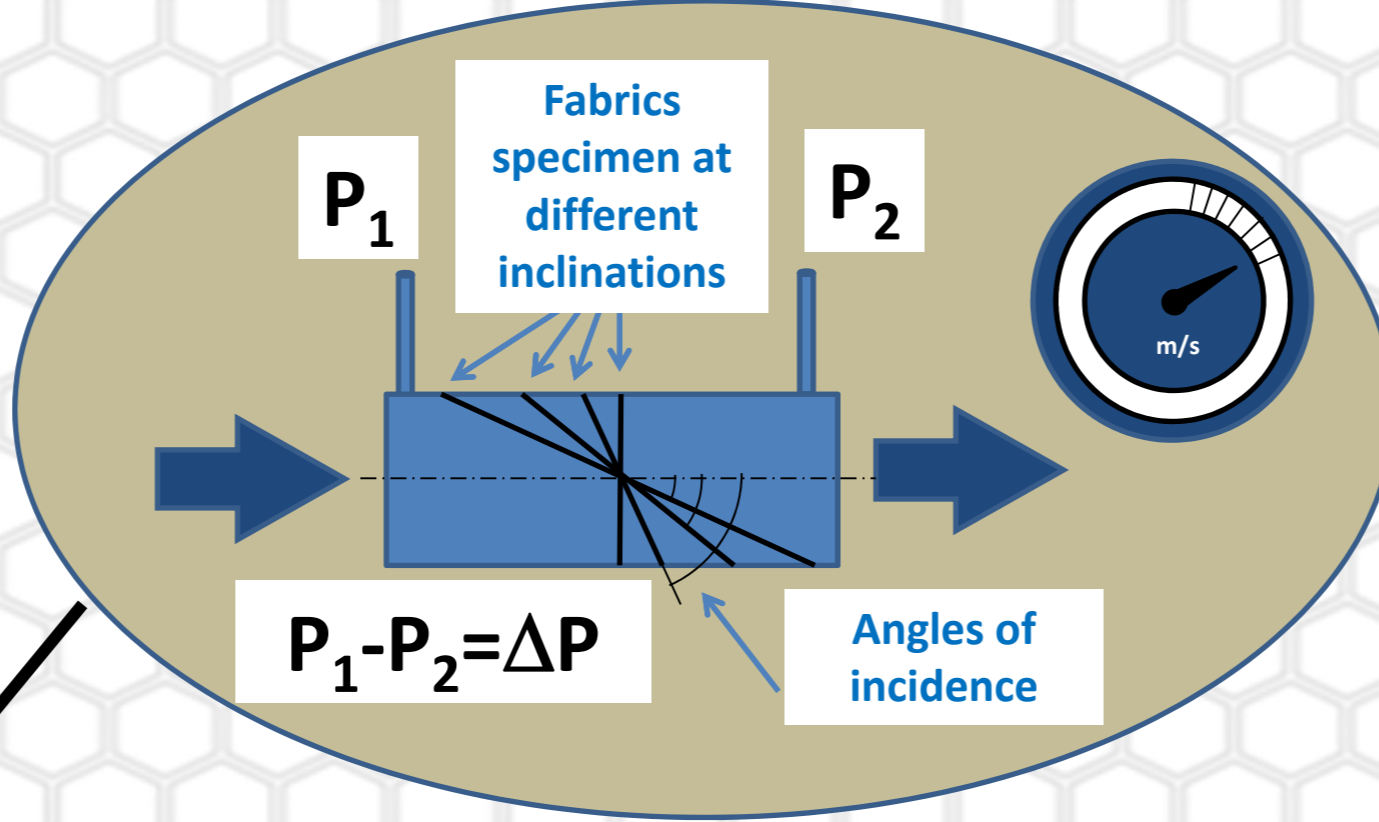 Fabrics
specimen at
different
inclinations
P₁
P₂
m/s
P₁-P₂=ΔP
Angles of
incidence